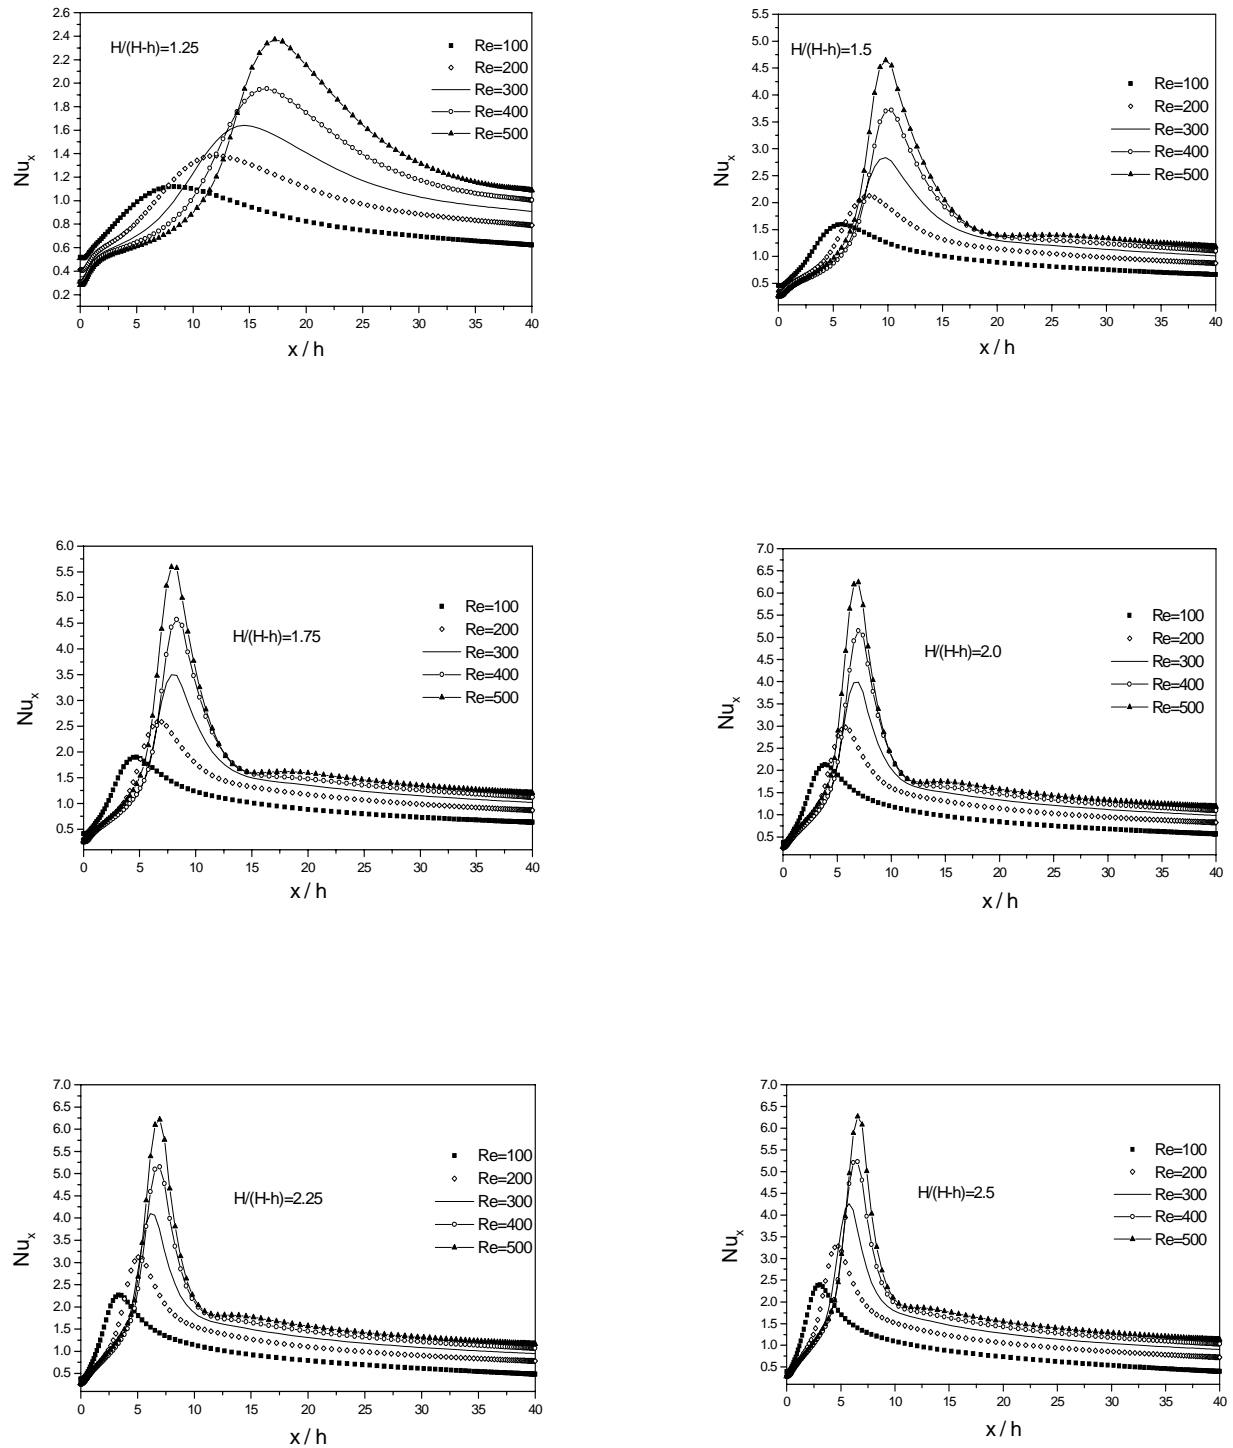 H/(H-h)=1.25
Re=100
Re=200
Re=300
Re=400
Re=500
2.6
2.4
2.2
2.0
1.8
1.6
1.4
1.2
1.0
0.8
0.6
0.4
0.2
Nux
0 5 10 15 20 25 30 35 40
x / h
H/(H-h)=1.5
Re=100
Re=200
Re=300
Re=400
Re=500
5.5
5.0
4.5
4.0
3.5
3.0
2.5
2.0
1.5
1.0
0.5
Nux
0 5 10 15 20 25 30 35 40
x / h
H/(H-h)=1.75
Re=100
Re=200
Re=300
Re=400
Re=500
6.0
5.5
5.0
4.5
4.0
3.5
3.0
2.5
2.0
1.5
1.0
0.5
Nux
0 5 10 15 20 25 30 35 40
x / h
H/(H-h)=2.0
Re=100
Re=200
Re=300
Re=400
Re=500
7.0
6.5
6.0
5.5
5.0
4.5
4.0
3.5
3.0
2.5
2.0
1.5
1.0
0.5
Nux
0 5 10 15 20 25 30 35 40
x / h
H/(H-h)=2.25
Re=100
Re=200
Re=300
Re=400
Re=500
7.0
6.5
6.0
5.5
5.0
4.5
4.0
3.5
3.0
2.5
2.0
1.5
1.0
0.5
Nux
0 5 10 15 20 25 30 35 40
x / h
H/(H-h)=2.5
Re=100
Re=200
Re=300
Re=400
Re=500
7.0
6.5
6.0
5.5
5.0
4.5
4.0
3.5
3.0
2.5
2.0
1.5
1.0
0.5
Nux
0 5 10 15 20 25 30 35 40
x / h